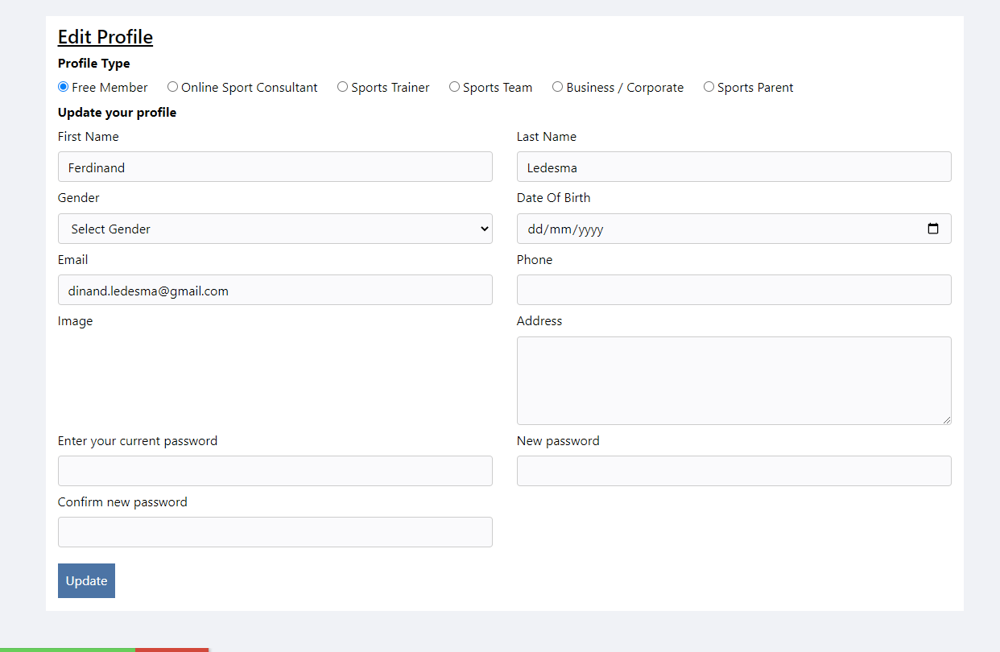 Edit Profile
Profile Type
Free Member Online Sport Consultant Sports Trainer Sports Team Business / Corporate Sports Parent
Update your profile
First Name Last Name
Ferdinand Ledesma
Gender Date Of Birth
Select Gender dd/mm/yyyy
Email Phone
dinand.ledesma@gmail.com
Image Address
Enter your current password New password
Confirm new password
Update